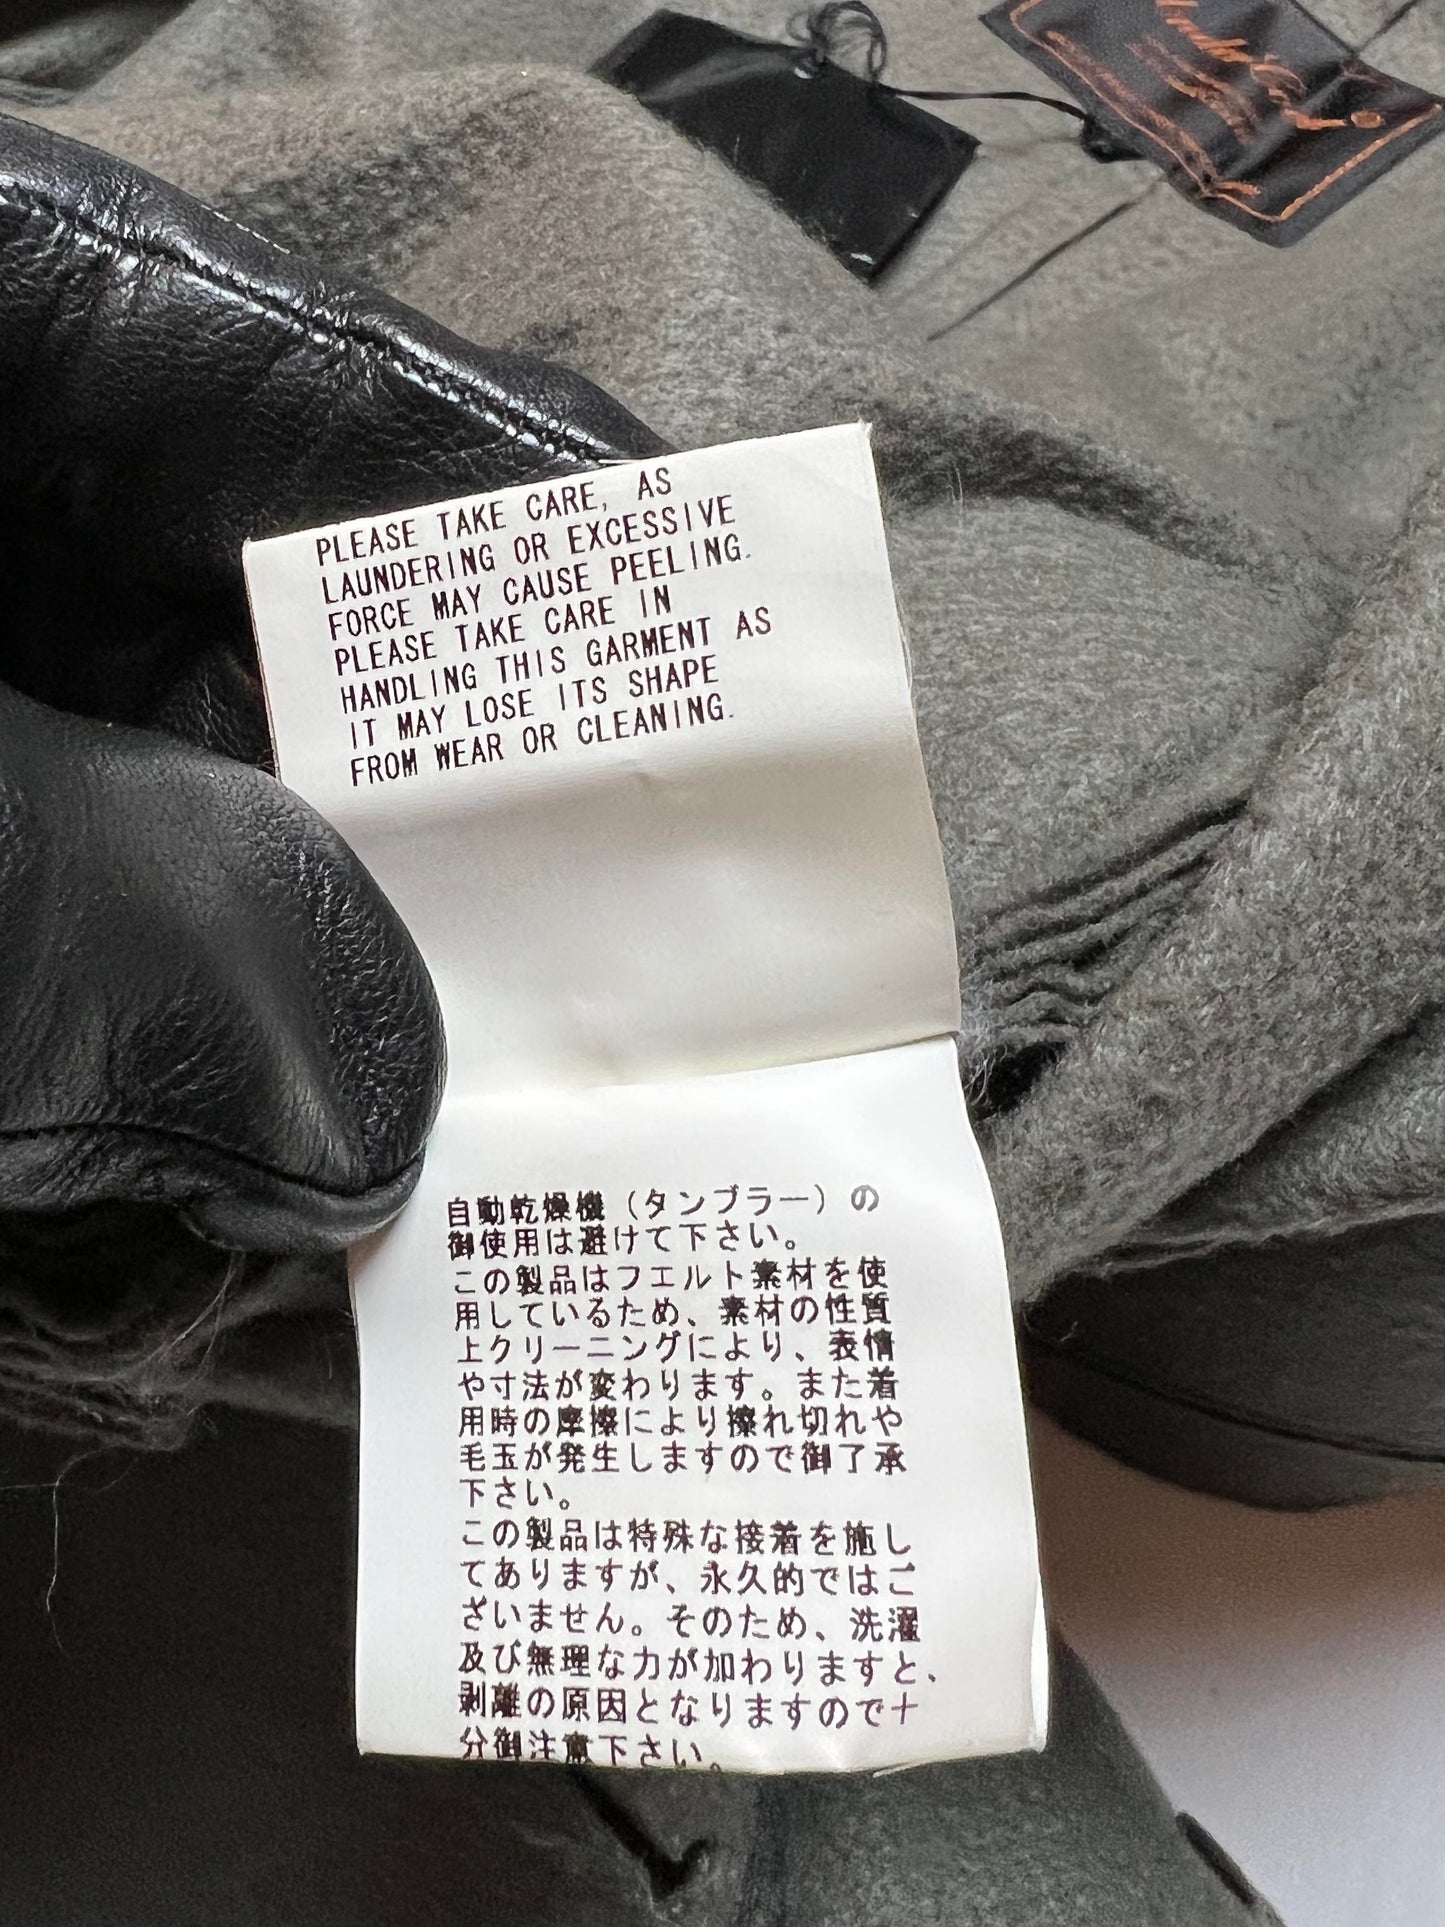 PLEASE TAKE CARE, AS
LAUNDERING OR EXCESSIVE
FORCE MAY CAUSE PEELING.
PLEASE TAKE CARE IN
HANDLING THIS GARMENT AS
IT MAY LOSE ITS SHAPE
FROM WEAR OR CLEANING.
自動乾燥機（タンブラー）の
御使用は避けて下さい。
この製品はフエルト素材を使
用しているため、素材の性質
上クリーニングにより、表情
や寸法が変わります。また着
用時の摩擦により擦れ切れや
毛玉が発生しますので御了承
下さい。
この製品は特殊な接着を施し
てありますが、永久的ではご
ざいません。そのため、洗濯
及び無理な力が加わりますと、
剥離の原因となりますので十
分御注意下さい。